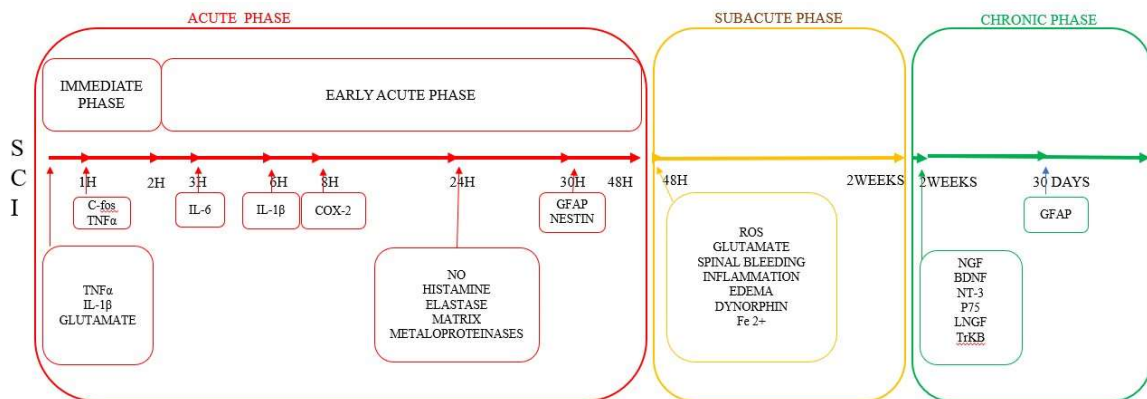 ACUTE PHASE
SUBACUTE PHASE
CHRONIC PHASE
IMMEDIATE
PHASE
EARLY ACUTE PHASE
S
C
I
1H
2H
3H
6H
8H
24H
30H
48H
48H
2WEEKS
2WEEKS
30 DAYS
C-fos
TNFα
IL-6
IL-1β
COX-2
GFAP
NESTIN
GFAP
TNFα
IL-1β
GLUTAMATE
NO
HISTAMINE
ELASTASE
MATRIX
METALOPROTEINASES
ROS
GLUTAMATE
SPINAL BLEEDING
INFLAMMATION
EDEMA
DYNORPHIN
Fe 2+
NGF
BDNF
NT-3
P75
LNGF
TrKB